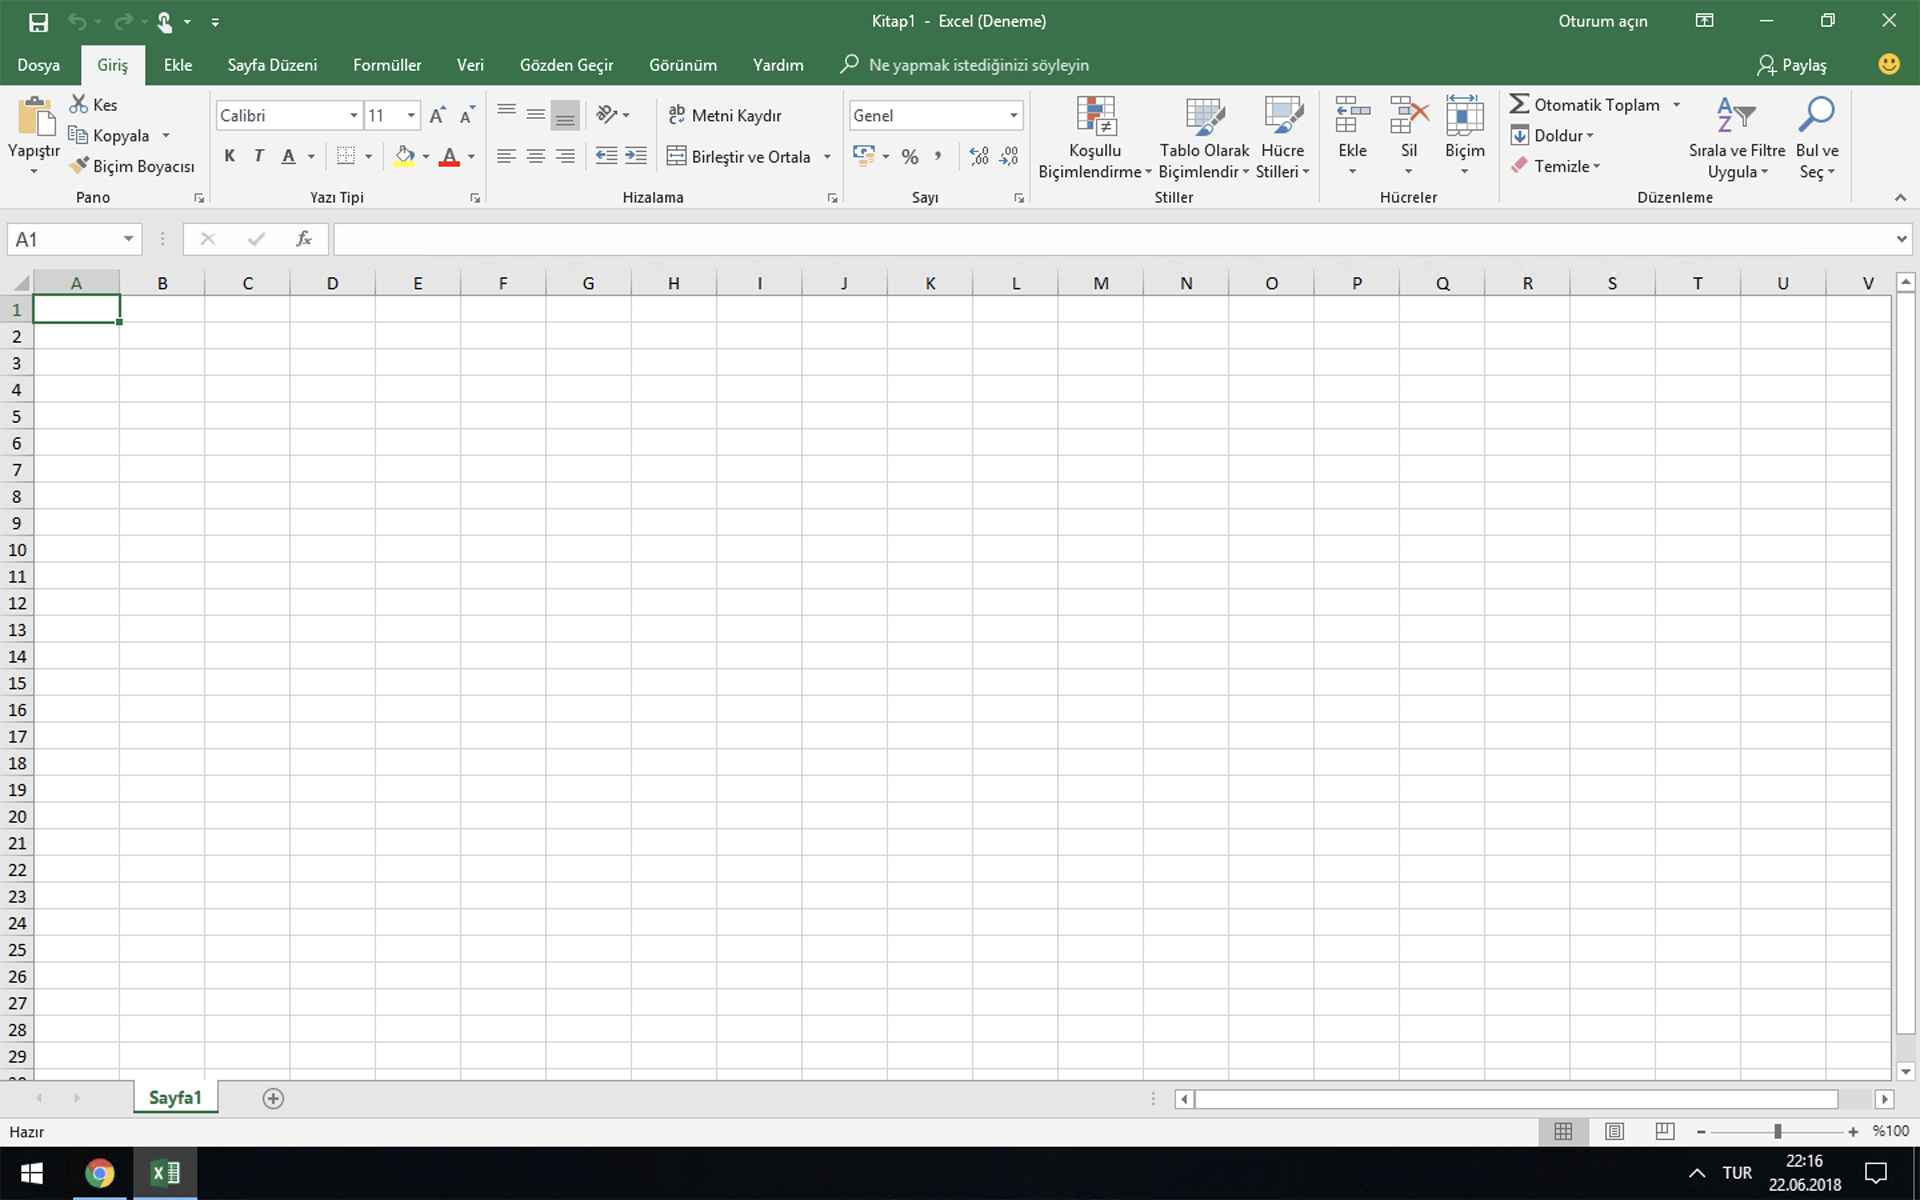 Kitap1 - Excel (Deneme)
Oturum açın
Dosya Giriş Ekle Sayfa Düzeni Formüller Veri Gözden Geçir Görünüm Yardım Ne yapmak istediğinizi söyleyin Paylaş
Yapıştır
Kes
Kopyala
Biçim Boyacısı
Pano
Calibri 11
K T A A
Yazı Tipi
Metni Kaydır
Birleştir ve Ortala
Hizalama
Genel
%
Sayı
Koşullu
Biçimlendirme
Tablo Olarak
Biçimlendir
Hücre
Stilleri
Stiller
Ekle
Sil
Biçim
Hücreler
Otomatik Toplam
Doldur
Temizle
Sırala ve Filtre
Uygula
Bul ve
Seç
Düzenleme
A1
fx
A B C D E F G H I J K L M N O P Q R S T U V
1
2
3
4
5
6
7
8
9
10
11
12
13
14
15
16
17
18
19
20
21
22
23
24
25
26
27
28
29
Sayfa1
Hazır
%100
TUR
22:16
22.06.2018